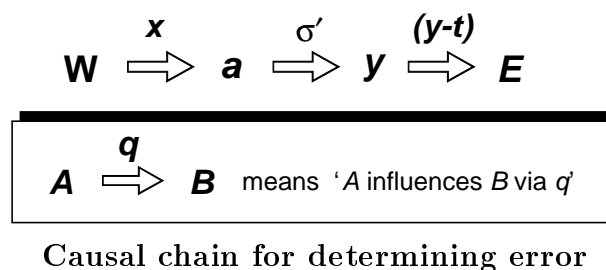 x σ′ (y-t)
W ⇒ a ⇒ y ⇒ E
q
A ⇒ B means ‘A influences B via q’
Causal chain for determining error